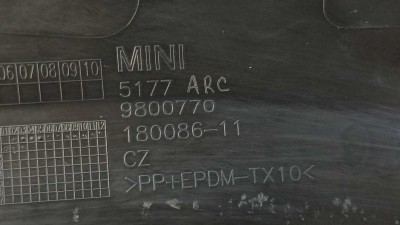 MINI
06 07 08 09 10
5177 ARC
9800770
180086-11
CZ
>PP+EPDM-TX10<